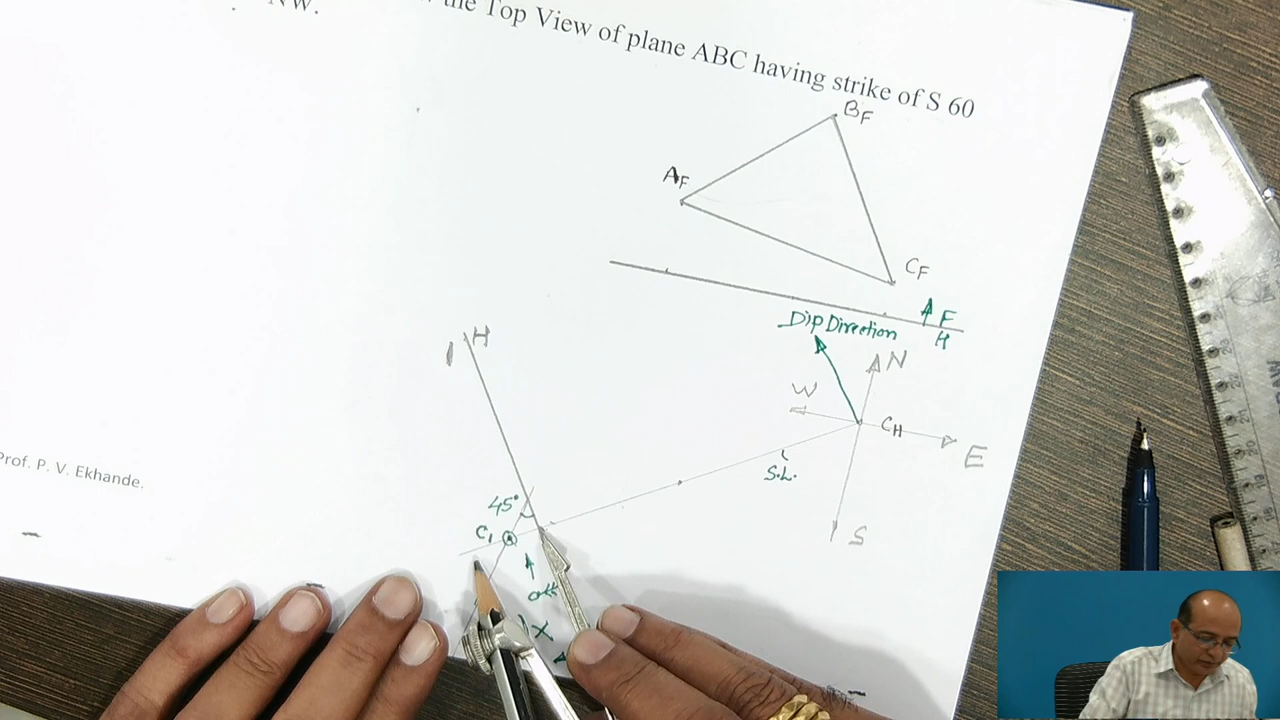 NW.
the Top View of plane ABC having strike of S 60
BF
AF
CF
F
H
Dip Direction
H
1
N
W
CH
E
S.L.
S
45°
C1
X
Prof. P. V. Ekhande.